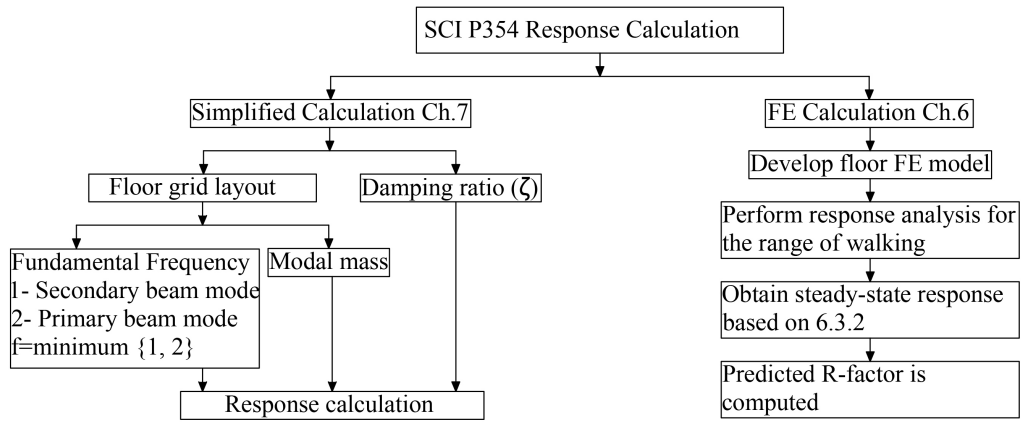 SCI P354 Response Calculation
Simplified Calculation Ch.7
FE Calculation Ch.6
Floor grid layout
Damping ratio (ζ)
Develop floor FE model
Fundamental Frequency
1- Secondary beam mode
2- Primary beam mode
f=minimum {1, 2}
Modal mass
Perform response analysis for
the range of walking
Obtain steady-state response
based on 6.3.2
Response calculation
Predicted R-factor is
computed